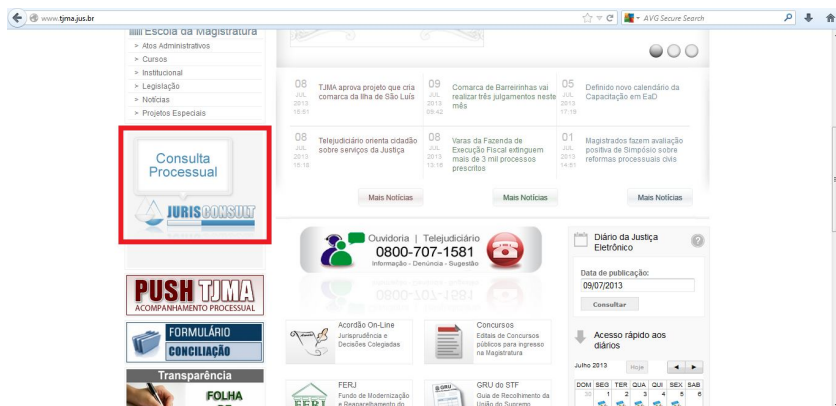 www.tjma.jus.br
AVG Secure Search
Escola da Magistratura
> Atos Administrativos
> Cursos
> Institucional
> Legislação
> Notícias
> Projetos Especiais
Consulta
Processual
JURISCONSULT
PUSH TJMA
ACOMPANHAMENTO PROCESSUAL
FORMULÁRIO
CONCILIAÇÃO
Transparência
FOLHA
08
JUL
2013
15:51
TJMA aprova projeto que cria
comarca da Ilha de São Luís
09
JUL
2013
09:42
Comarca de Barreirinhas vai
realizar três julgamentos neste
mês
05
JUL
2013
17:15
Definido novo calendário da
Capacitação em EaD
08
JUL
2013
15:18
Telejudiciário orienta cidadão
sobre serviços da Justiça
08
JUL
2013
13:18
Varas da Fazenda de
Execução Fiscal extinguem
mais de 3 mil processos
prescritos
01
JUL
2013
14:51
Magistrados fazem avaliação
positiva de Simpósio sobre
reformas processuais civis
Mais Notícias
Mais Notícias
Mais Notícias
Ouvidoria | Telejudiciário
0800-707-1581
Informação - Denúncia - Sugestão
Acordão On-Line
Jurisprudência e
Decisões Colegiadas
Concursos
Editais de Concursos
públicos para ingresso
na Magistratura
FERJ
Fundo de Modernização
e Reaparelhamento do
GRU do STF
Guia de Recolhimento da
União do Supremo
Diário da Justiça
Eletrônico
?
Data de publicação:
09/07/2013
Consultar
Acesso rápido aos
diários
Julho 2013
Hoje
DOM SEG TER QUA QUI SEX SAB
30 1 2 3 4 5 6